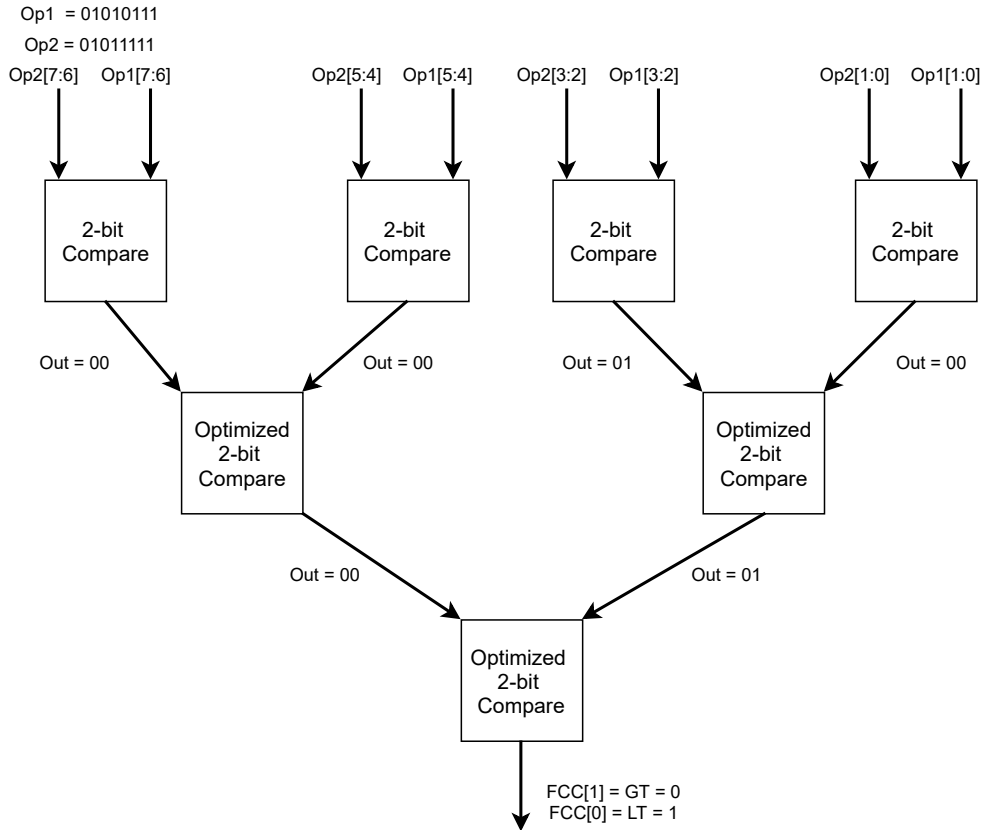 Op1 = 01010111
Op2 = 01011111
Op2[7:6] Op1[7:6] Op2[5:4] Op1[5:4] Op2[3:2] Op1[3:2] Op2[1:0] Op1[1:0]
2-bit
Compare
2-bit
Compare
2-bit
Compare
2-bit
Compare
Out = 00
Out = 00
Out = 01
Out = 00
Optimized
2-bit
Compare
Optimized
2-bit
Compare
Out = 00
Out = 01
Optimized
2-bit
Compare
FCC[1] = GT = 0
FCC[0] = LT = 1